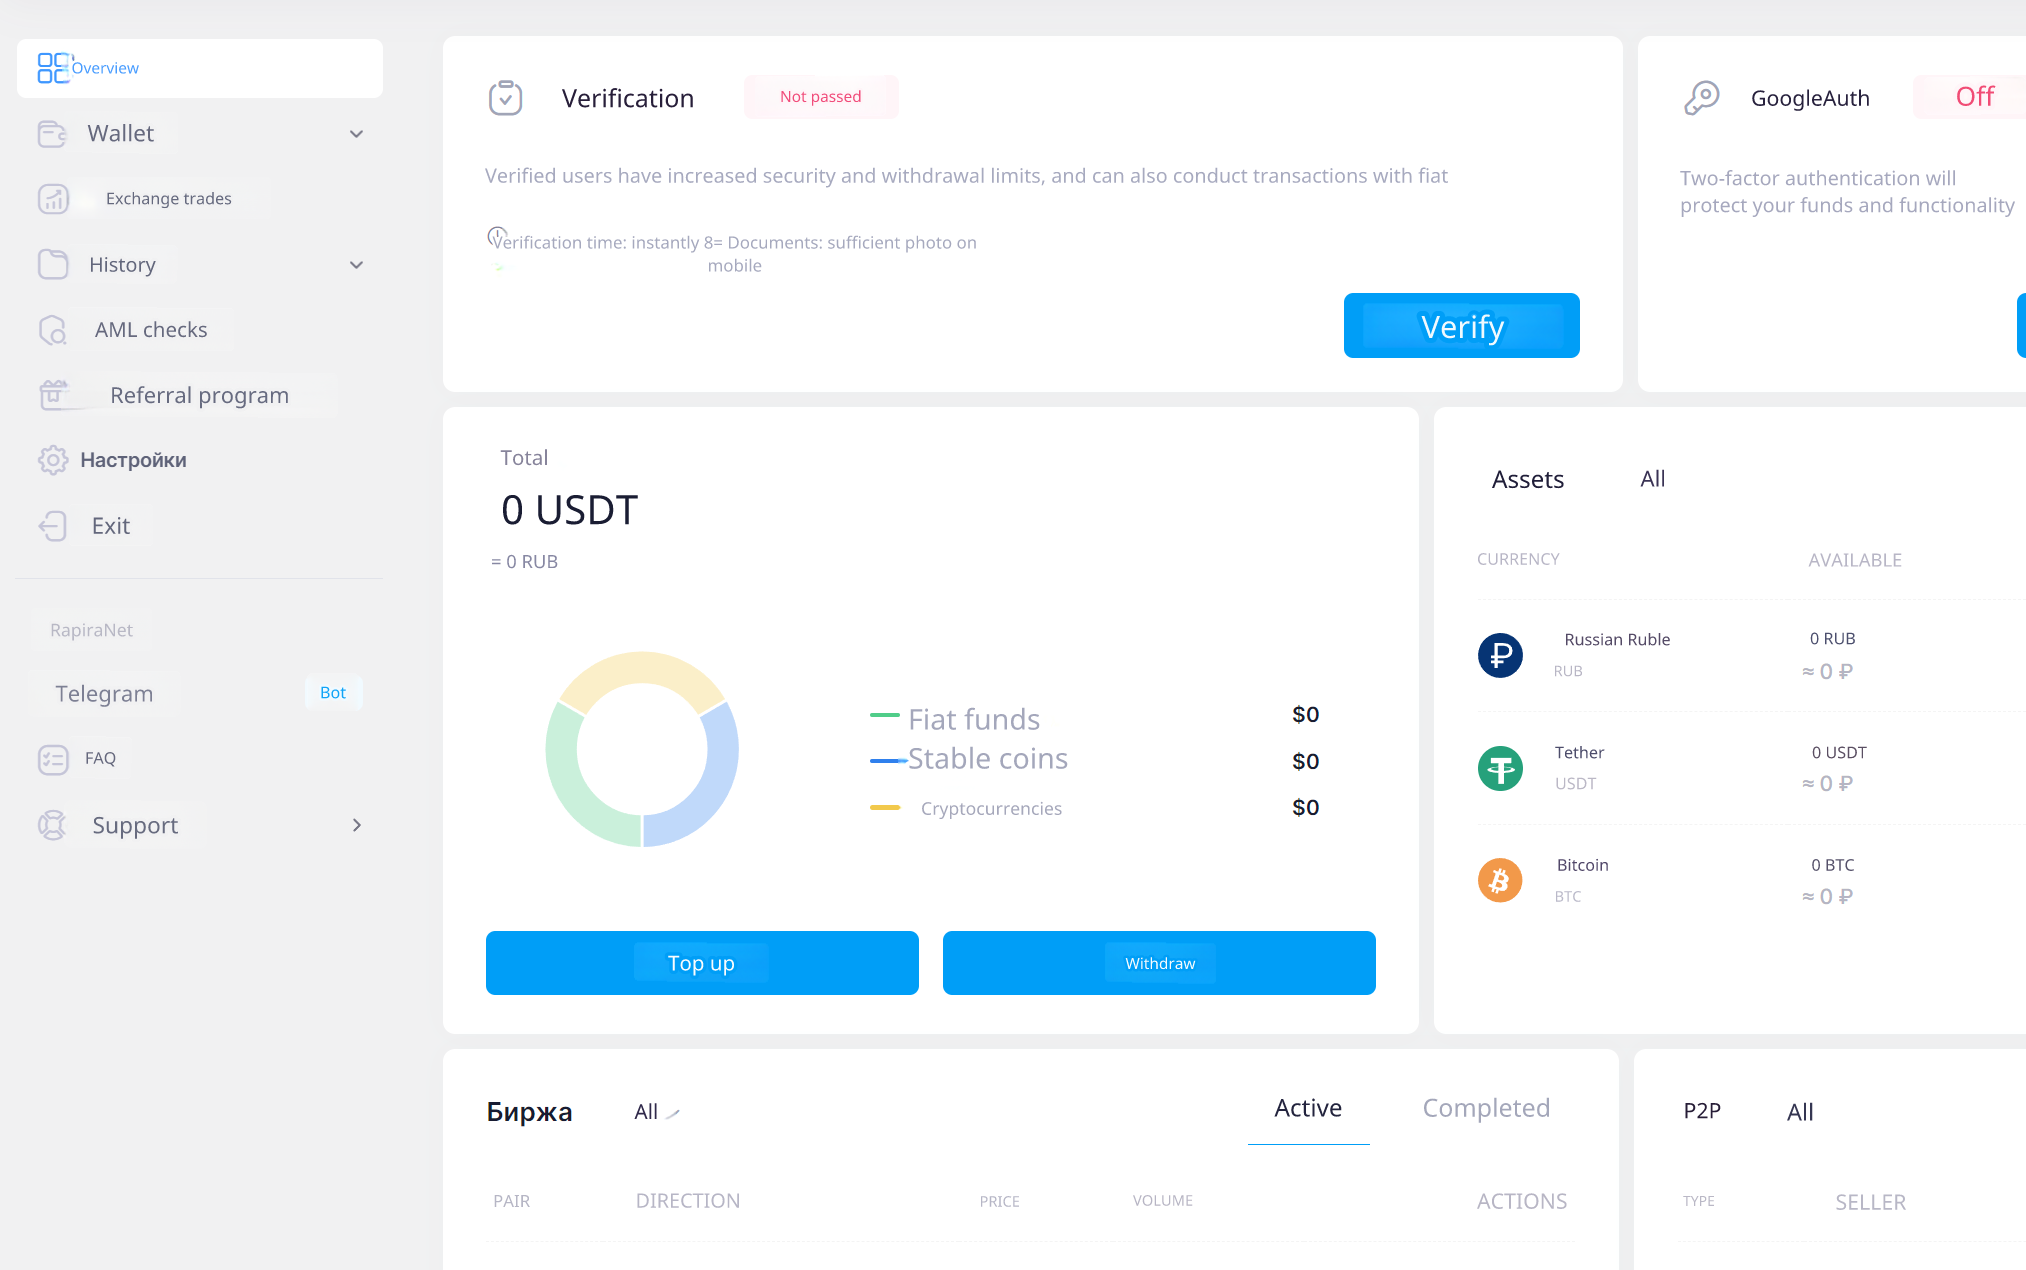 Overview
Wallet
Exchange trades
History
AML checks
Referral program
Настройки
Exit
RapiraNet
Telegram
Bot
FAQ
Support
Verification
Not passed
Verified users have increased security and withdrawal limits, and can also conduct transactions with fiat
Verification time: instantly 8= Documents: sufficient photo on
mobile
Verify
GoogleAuth
Off
Two-factor authentication will
protect your funds and functionality
Total
0 USDT
= 0 RUB
Fiat funds $0
Stable coins $0
Cryptocurrencies $0
Top up
Withdraw
Assets All
CURRENCY AVAILABLE
Russian Ruble 0 RUB
RUB ≈ 0 ₽
Tether 0 USDT
USDT ≈ 0 ₽
Bitcoin 0 BTC
BTC ≈ 0 ₽
Биржа All Active Completed
PAIR DIRECTION PRICE VOLUME ACTIONS
P2P All
TYPE SELLER